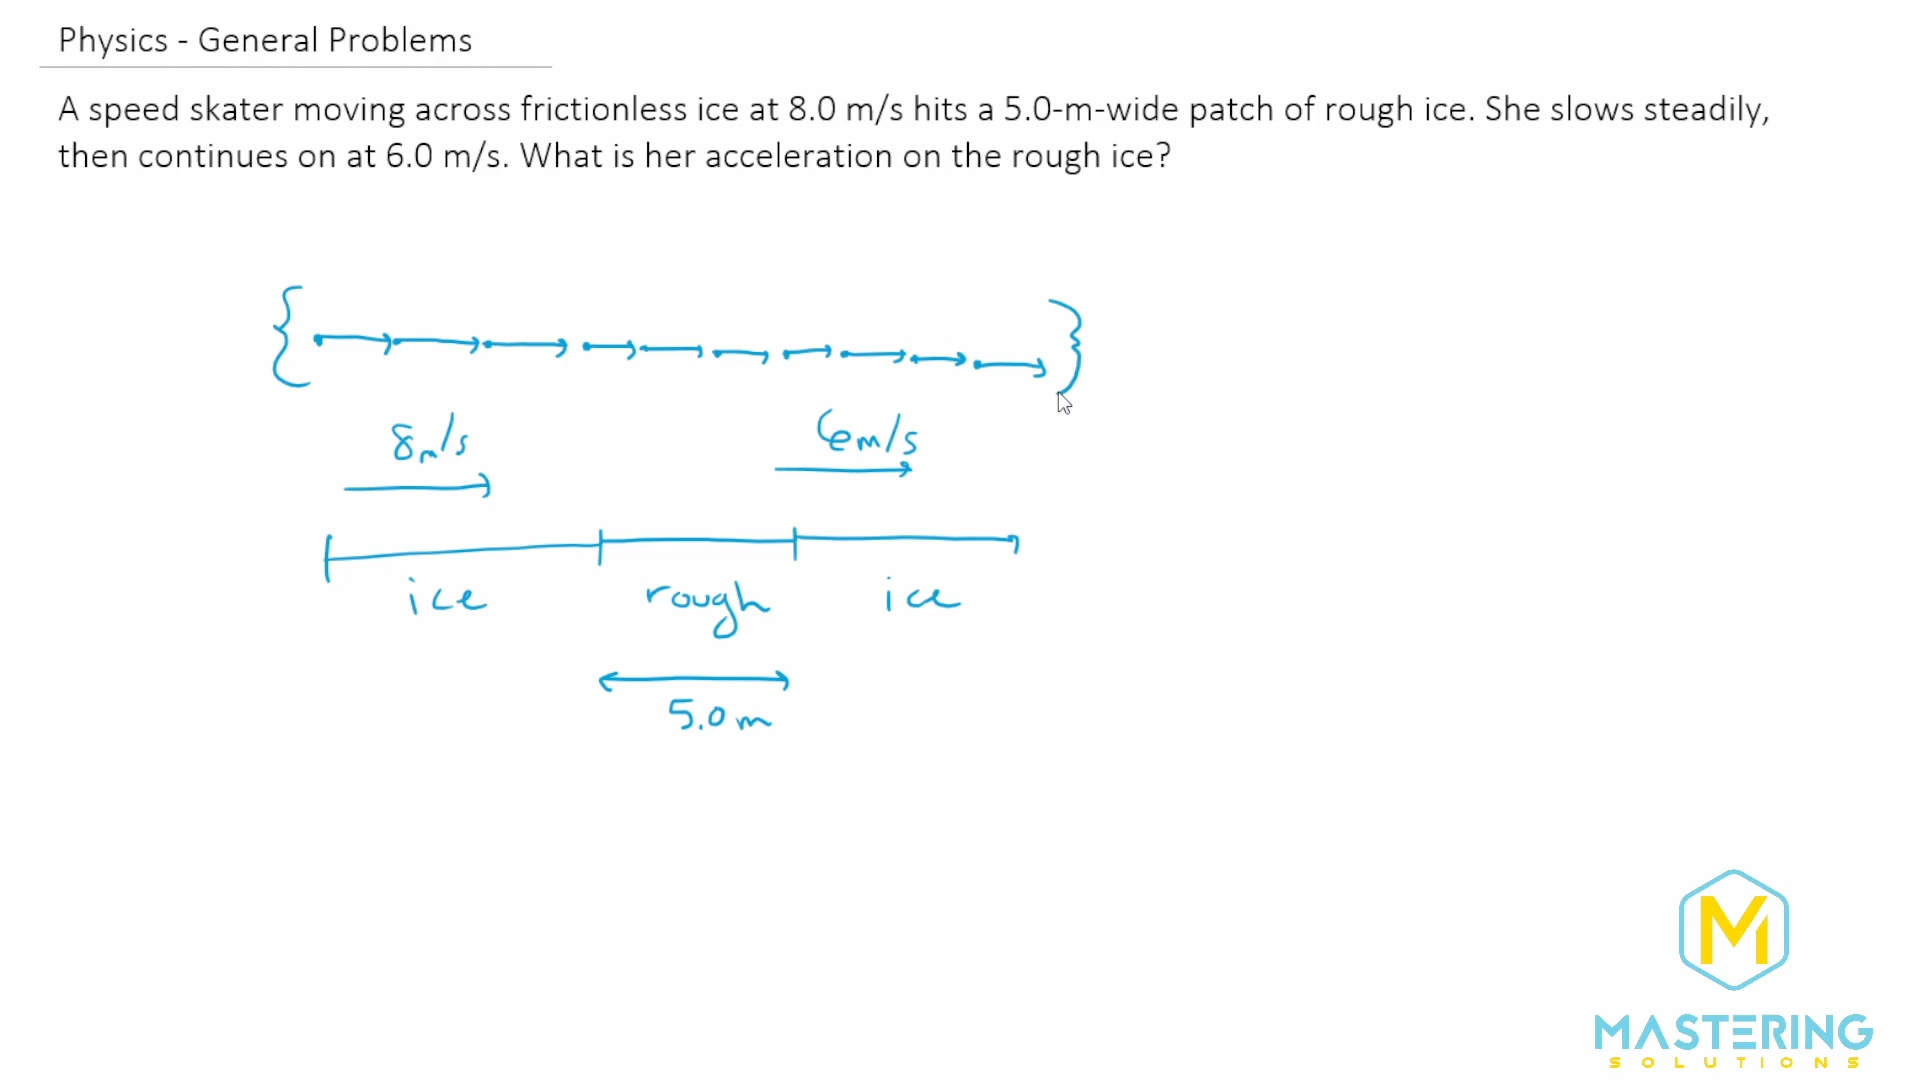 Physics - General Problems
A speed skater moving across frictionless ice at 8.0 m/s hits a 5.0-m-wide patch of rough ice. She slows steadily,
then continues on at 6.0 m/s. What is her acceleration on the rough ice?
8m/s
6m/s
ice
rough
ice
5.0 m
M
MASTERING
SOLUTIONS